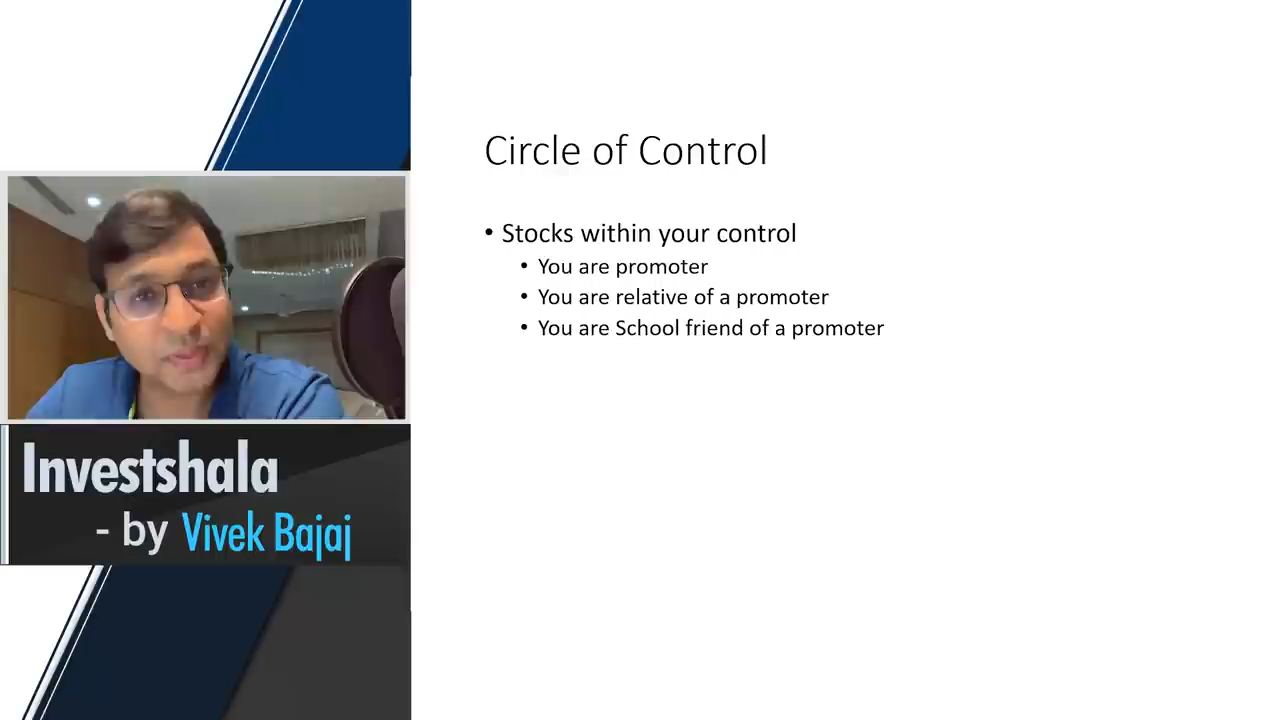 Circle of Control
• Stocks within your control
• You are promoter
• You are relative of a promoter
• You are School friend of a promoter
Investshala
- by Vivek Bajaj